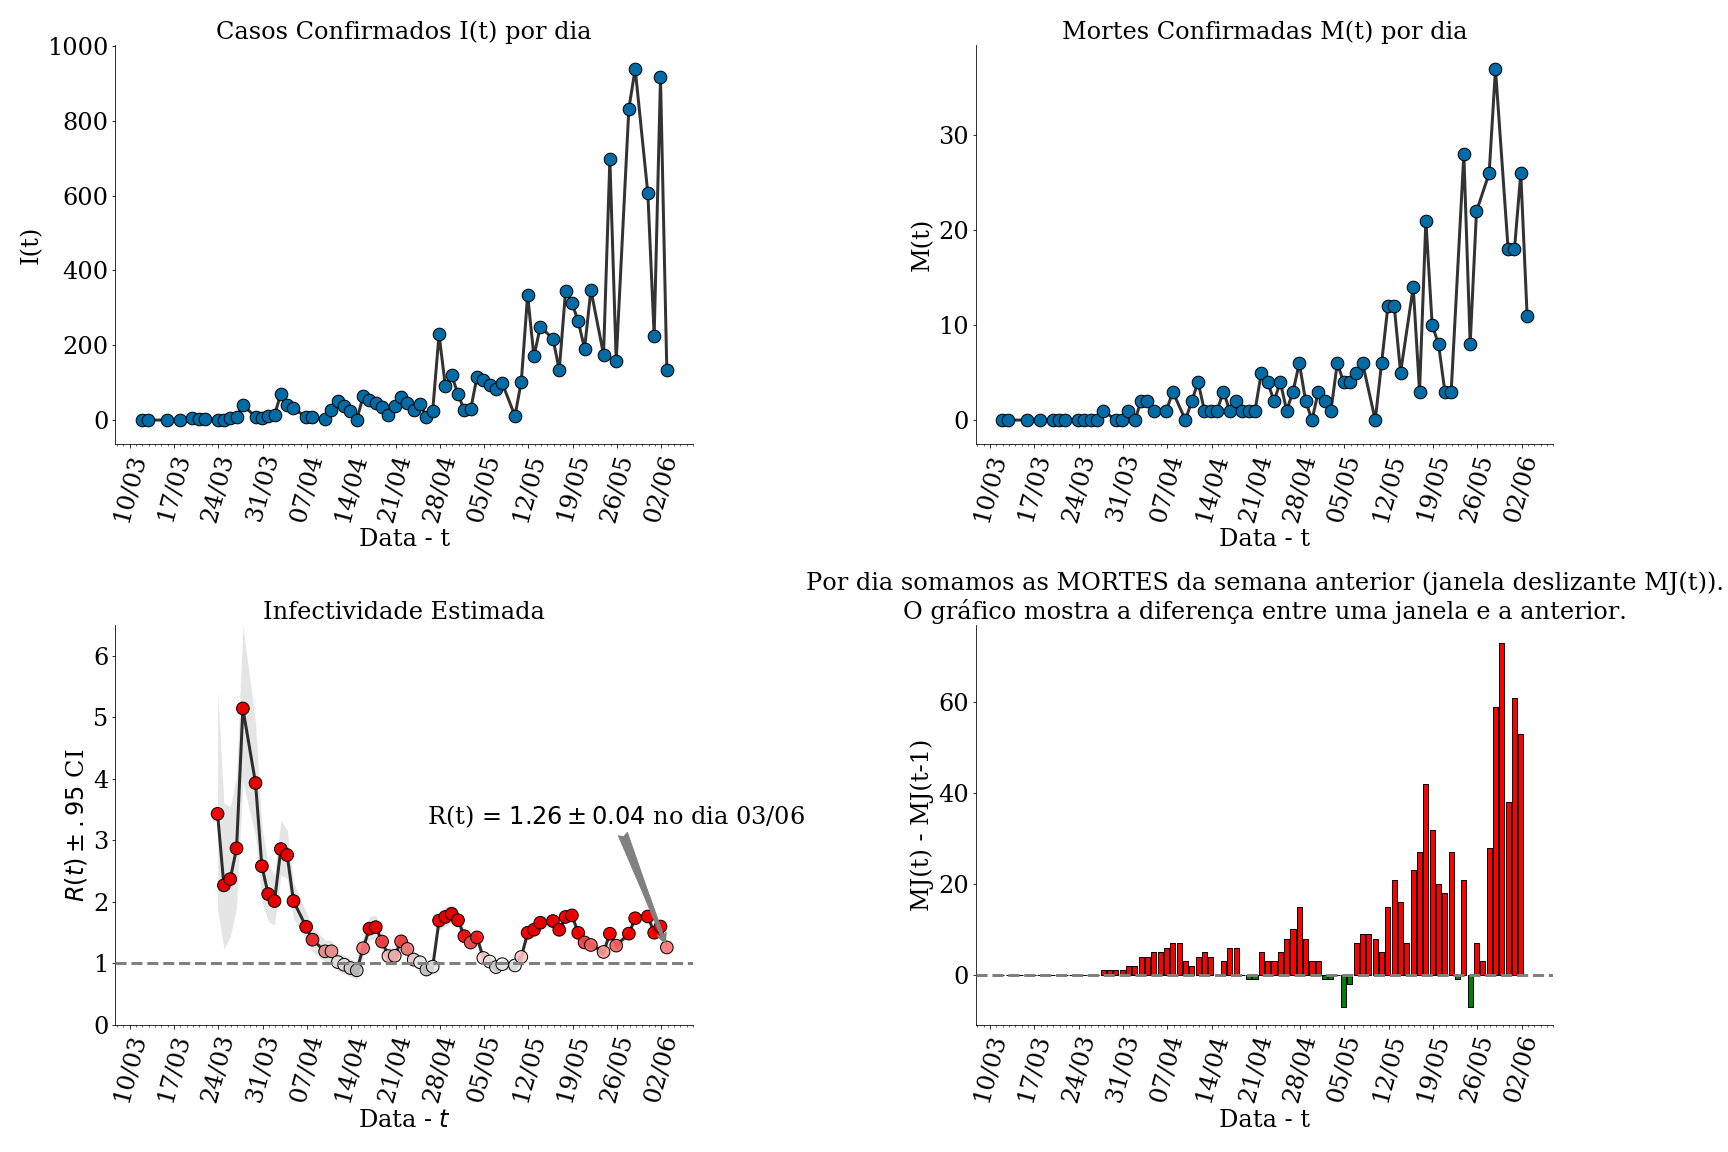 Casos Confirmados I(t) por dia
I(t)
1000
800
600
400
200
0
10/03 17/03 24/03 31/03 07/04 14/04 21/04 28/04 05/05 12/05 19/05 26/05 02/06
Data - t
Mortes Confirmadas M(t) por dia
M(t)
30
20
10
0
10/03 17/03 24/03 31/03 07/04 14/04 21/04 28/04 05/05 12/05 19/05 26/05 02/06
Data - t
Infectividade Estimada
R(t) ± .95 CI
6
5
4
3
2
1
0
R(t) = 1.26 ± 0.04 no dia 03/06
10/03 17/03 24/03 31/03 07/04 14/04 21/04 28/04 05/05 12/05 19/05 26/05 02/06
Data - t
Por dia somamos as MORTES da semana anterior (janela deslizante MJ(t)).
O gráfico mostra a diferença entre uma janela e a anterior.
MJ(t) - MJ(t-1)
60
40
20
0
10/03 17/03 24/03 31/03 07/04 14/04 21/04 28/04 05/05 12/05 19/05 26/05 02/06
Data - t